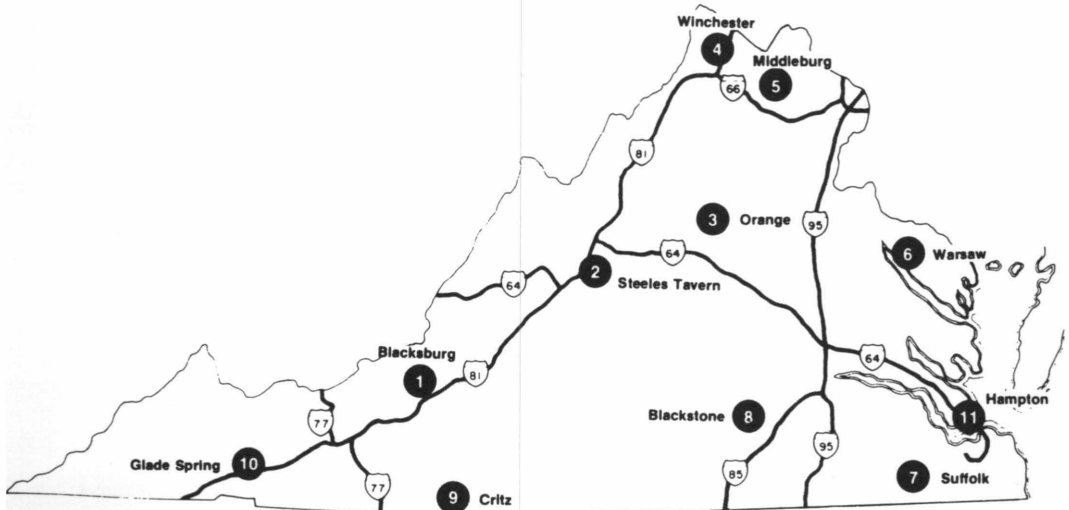 Winchester
4
Middleburg
5
66
81
3
Orange
95
6
Warsaw
64
2
Steeles Tavern
64
Blacksburg
1
81
64
Hampton
11
Blackstone
8
77
95
Glade Spring
10
85
7
Suffolk
77
9
Critz